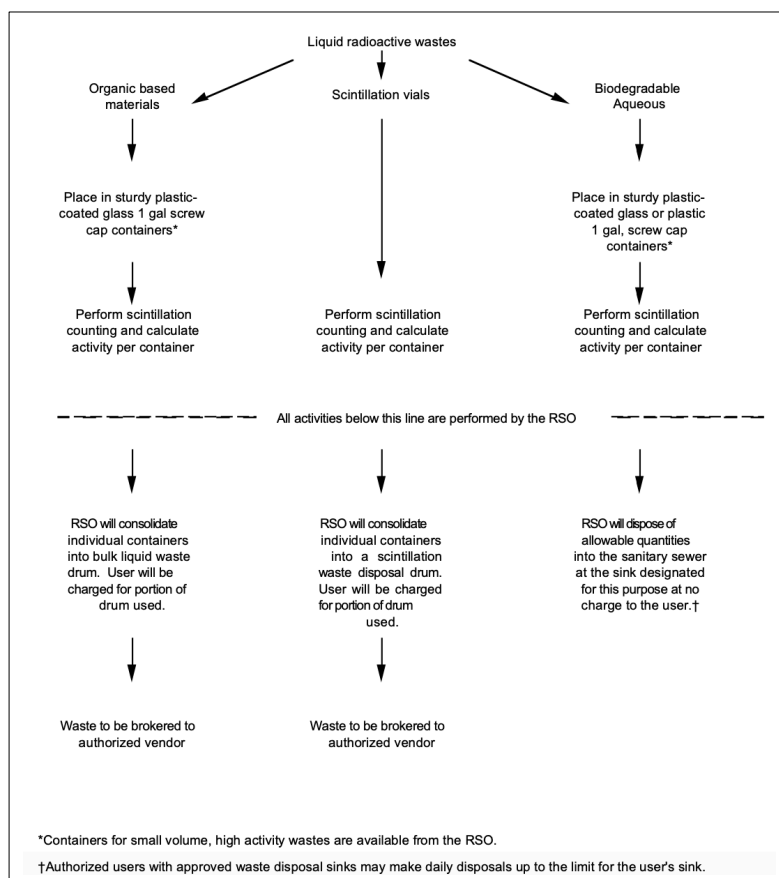 Liquid radioactive wastes
Organic based
materials
Scintillation vials
Biodegradable
Aqueous
Place in sturdy plastic-
coated glass 1 gal screw
cap containers*
Place in sturdy plastic-
coated glass or plastic
1 gal, screw cap
containers*
Perform scintillation
counting and calculate
activity per container
Perform scintillation
counting and calculate
activity per container
Perform scintillation
counting and calculate
activity per container
All activities below this line are performed by the RSO
RSO will consolidate
individual containers
into bulk liquid waste
drum. User will be
charged for portion of
drum used.
RSO will consolidate
individual containers
into a scintillation
waste disposal drum.
User will be charged
for portion of drum
used.
RSO will dispose of
allowable quantities
into the sanitary sewer
at the sink designated
for this purpose at no
charge to the user.†
Waste to be brokered to
authorized vendor
Waste to be brokered to
authorized vendor
*Containers for small volume, high activity wastes are available from the RSO.
†Authorized users with approved waste disposal sinks may make daily disposals up to the limit for the user's sink.